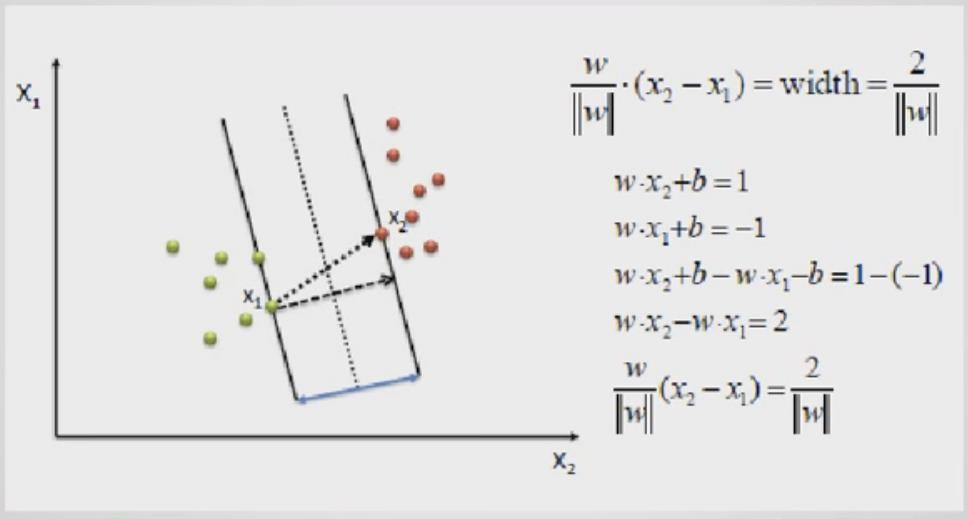 X₁
X₂
x₁
x₂
w/‖w‖ · (x₂ − x₁) = width = 2/‖w‖
w·x₂+b = 1
w·x₁+b = −1
w·x₂+b − w·x₁−b = 1−(−1)
w·x₂−w·x₁ = 2
w/‖w‖ (x₂ − x₁) = 2/‖w‖